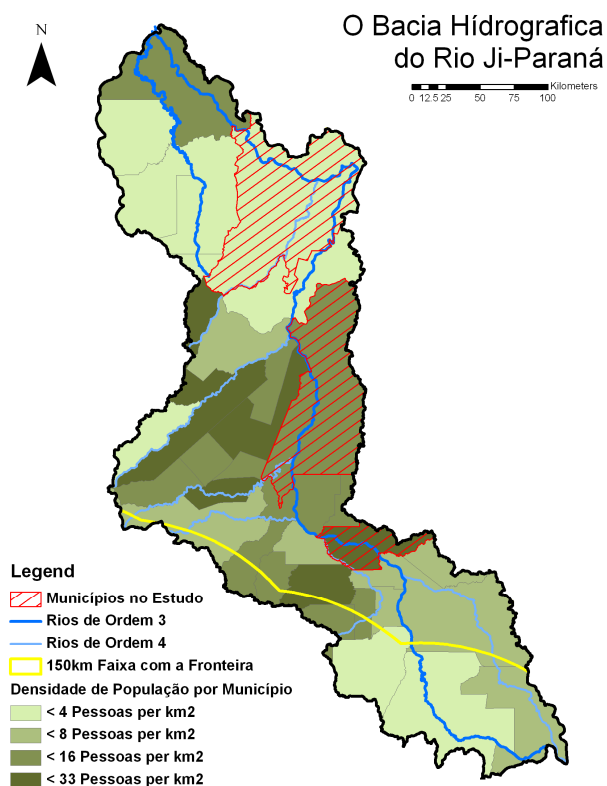 O Bacia Hídrografica
do Rio Ji-Paraná
N
Kilometers
0 12.5 25 50 75 100
Legend
Municípios no Estudo
Rios de Ordem 3
Rios de Ordem 4
150km Faixa com a Fronteira
Densidade de População por Município
< 4 Pessoas per km2
< 8 Pessoas per km2
< 16 Pessoas per km2
< 33 Pessoas per km2